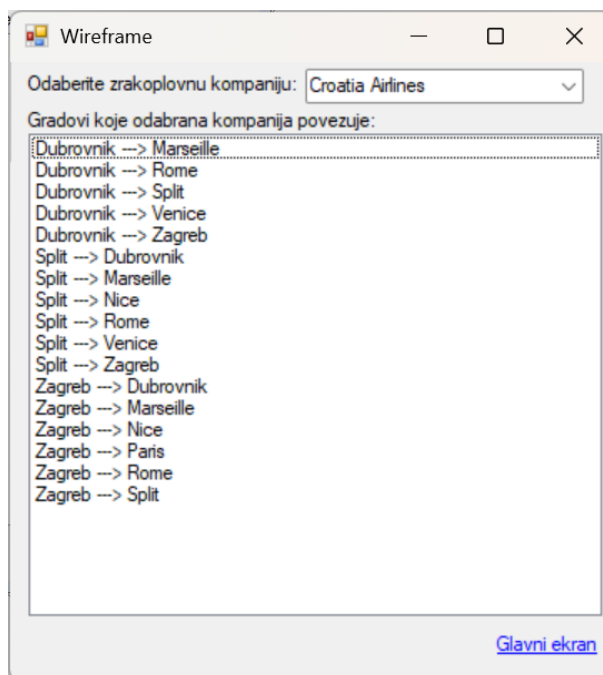 Wireframe
Odaberite zrakoplovnu kompaniju: Croatia Airlines
Gradovi koje odabrana kompanija povezuje:
Dubrovnik ---> Marseille
Dubrovnik ---> Rome
Dubrovnik ---> Split
Dubrovnik ---> Venice
Dubrovnik ---> Zagreb
Split ---> Dubrovnik
Split ---> Marseille
Split ---> Nice
Split ---> Rome
Split ---> Venice
Split ---> Zagreb
Zagreb ---> Dubrovnik
Zagreb ---> Marseille
Zagreb ---> Nice
Zagreb ---> Paris
Zagreb ---> Rome
Zagreb ---> Split
Glavni ekran